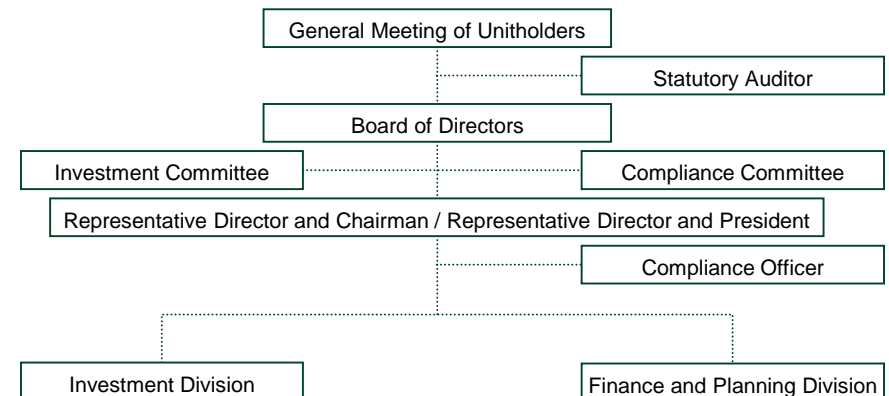 General Meeting of Unitholders
Statutory Auditor
Board of Directors
Investment Committee
Compliance Committee
Representative Director and Chairman / Representative Director and President
Compliance Officer
Investment Division
Finance and Planning Division